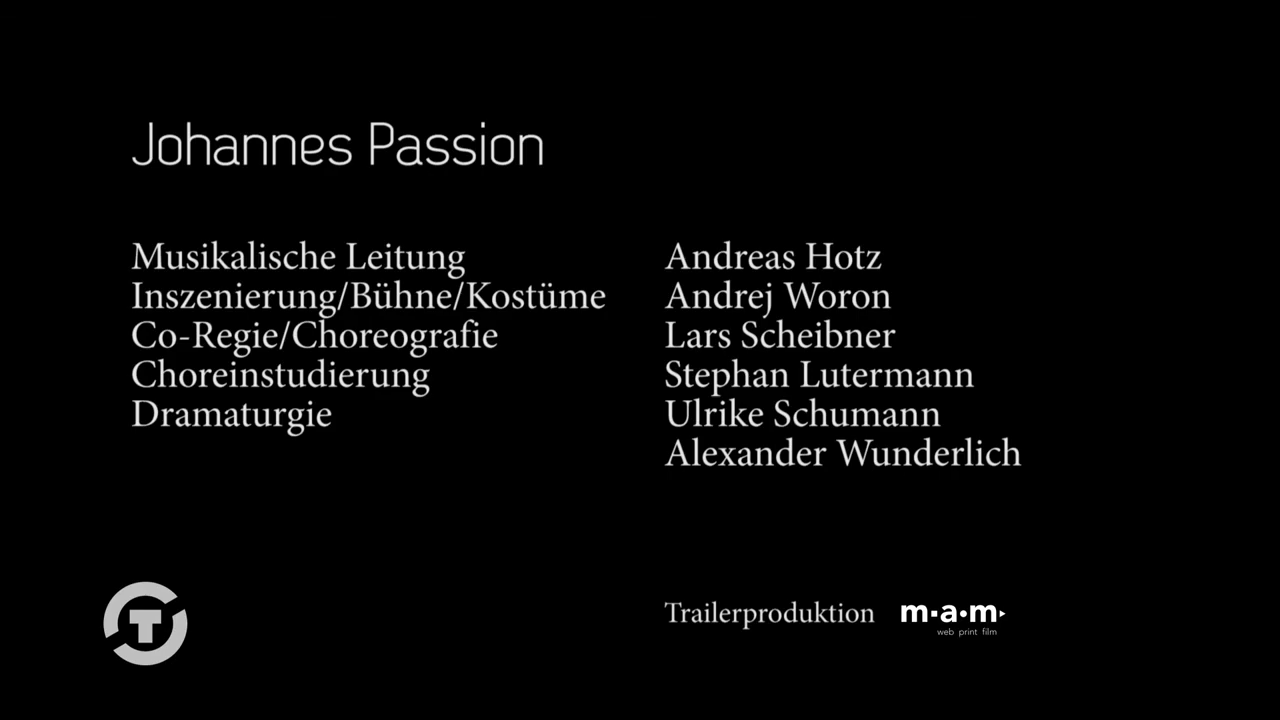 Johannes Passion
Musikalische Leitung Andreas Hotz
Inszenierung/Bühne/Kostüme Andrej Woron
Co-Regie/Choreografie Lars Scheibner
Choreinstudierung Stephan Lutermann
Dramaturgie Ulrike Schumann
Alexander Wunderlich
T
Trailerproduktion m·a·m
web print film